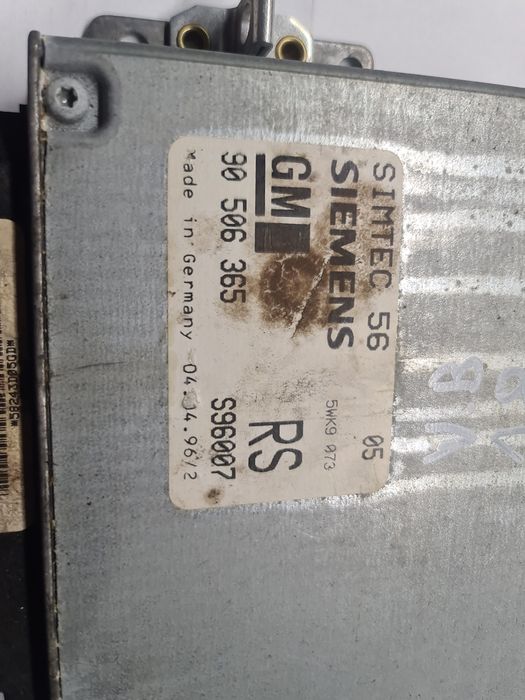 SIMTEC 56 05
SIEMENS 5WK9 073
GM RS
90 506 365 S96007
Made in Germany 04.04.96/2
W58243D050DW
V.B